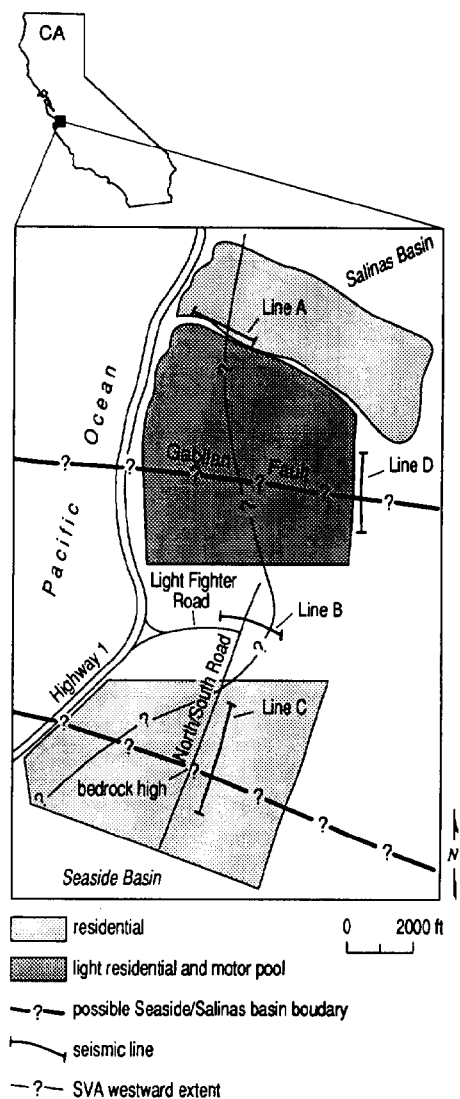 CA
Salinas Basin
Line A
Pacific Ocean
?
Gabilan Fault
? ? ? ? ? ?
Line D
?
Light Fighter
Road
Line B
?
Highway 1
North/South Road
Line C
?
?
?
?
bedrock high
?
?
?
?
?
Seaside Basin
N
residential
0 2000 ft
light residential and motor pool
? possible Seaside/Salinas basin boudary
seismic line
? SVA westward extent